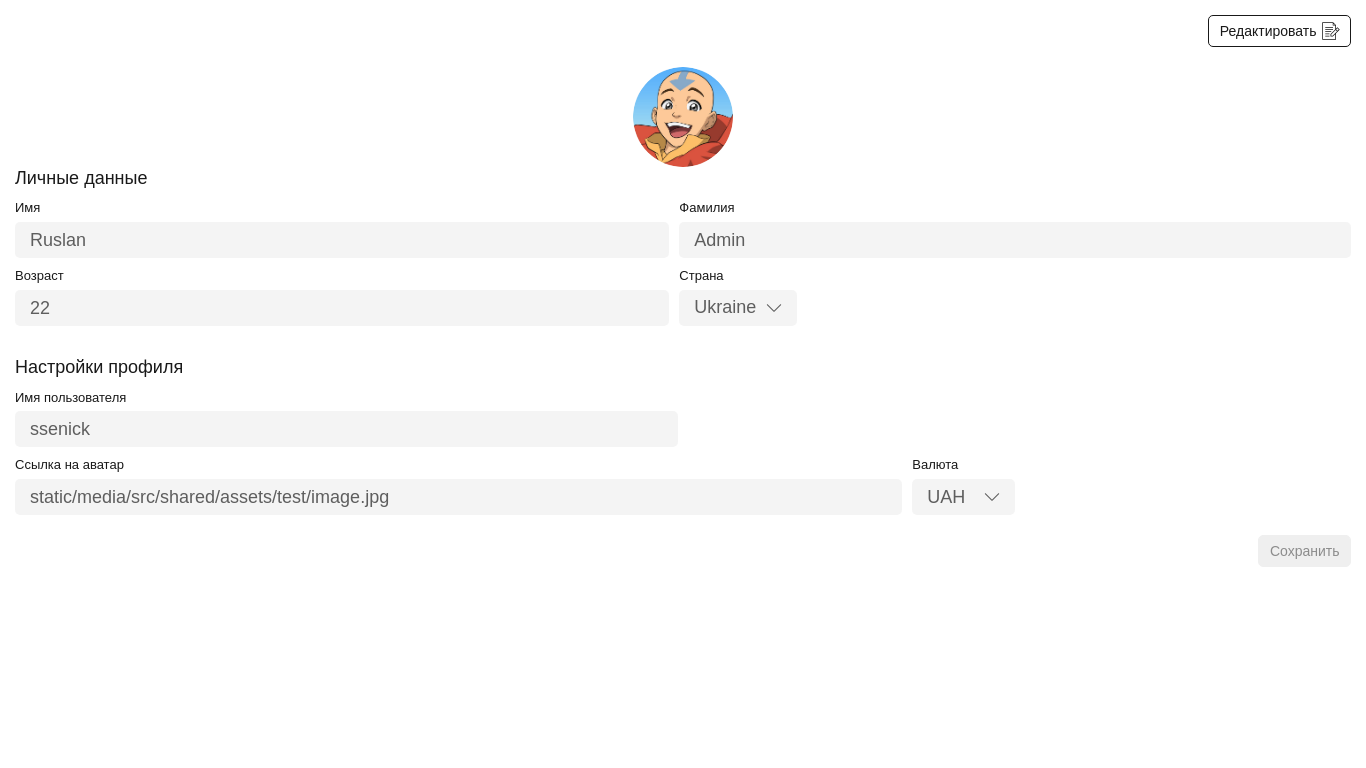 Редактировать
Личные данные
Имя
Фамилия
Ruslan
Admin
Возраст
Страна
22
Ukraine
Настройки профиля
Имя пользователя
ssenick
Ссылка на аватар
Валюта
static/media/src/shared/assets/test/image.jpg
UAH
Сохранить